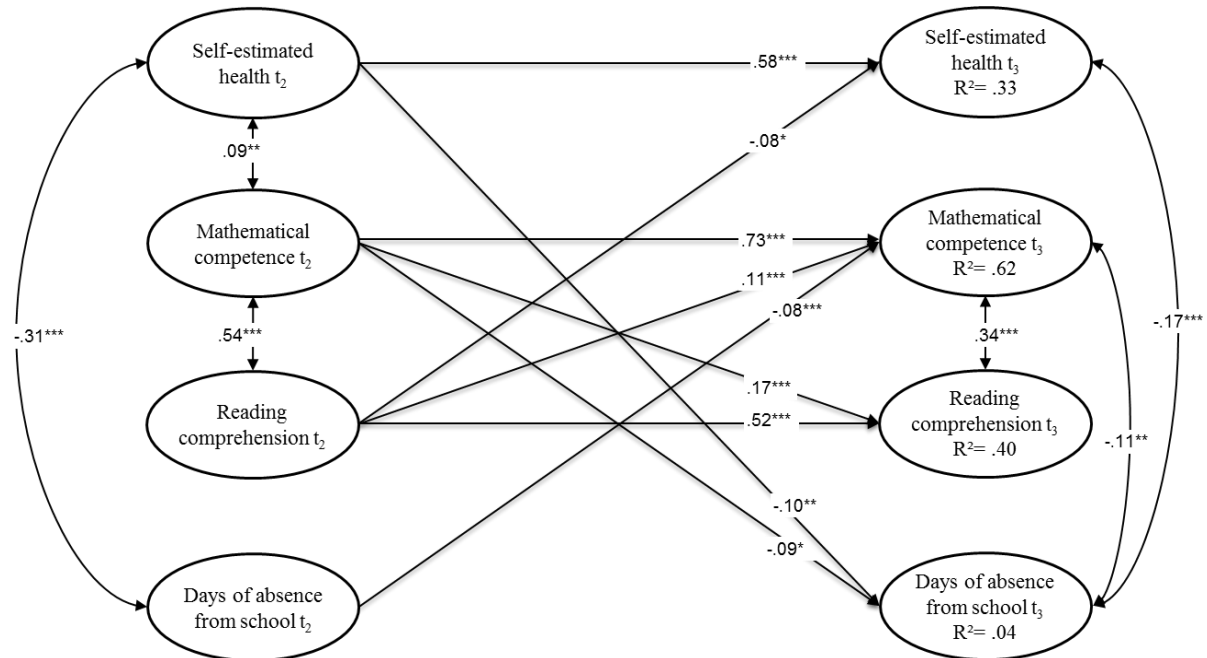 Self-estimated
health t₂
Self-estimated
health t₃
R²= .33
.58***
-.08*
.09**
Mathematical
competence t₂
Mathematical
competence t₃
R²= .62
.73***
.11***
-.08***
-.31***
.54***
.34***
-.17***
Reading
comprehension t₂
Reading
comprehension t₃
R²= .40
.17***
.52***
-.11**
-.10**
-.09*
Days of absence
from school t₂
Days of absence
from school t₃
R²= .04